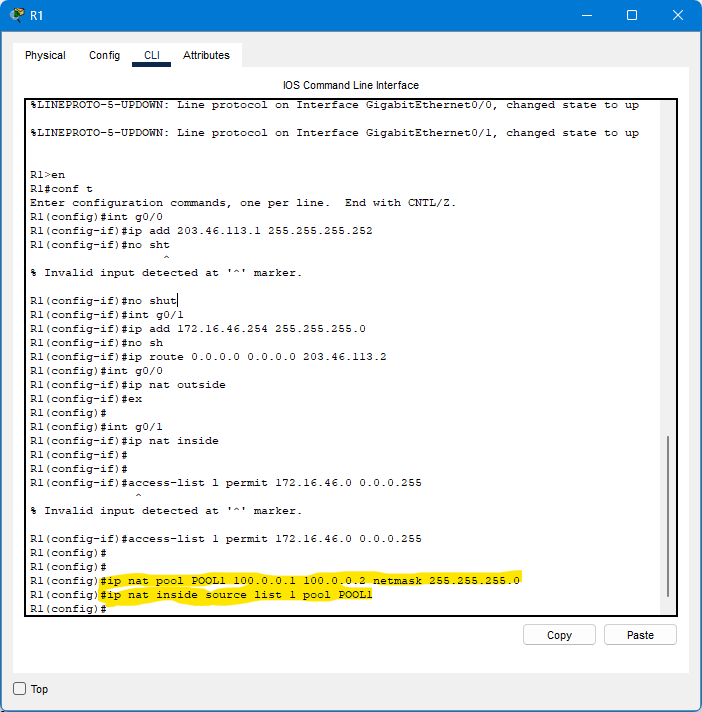 R1
Physical Config CLI Attributes
IOS Command Line Interface
%LINEPROTO-5-UPDOWN: Line protocol on Interface GigabitEthernet0/0, changed state to up
%LINEPROTO-5-UPDOWN: Line protocol on Interface GigabitEthernet0/1, changed state to up
R1>en
R1#conf t
Enter configuration commands, one per line.  End with CNTL/Z.
R1(config)#int g0/0
R1(config-if)#ip add 203.46.113.1 255.255.255.252
R1(config-if)#no sht
^
% Invalid input detected at '^' marker.
R1(config-if)#no shut
R1(config-if)#int g0/1
R1(config-if)#ip add 172.16.46.254 255.255.255.0
R1(config-if)#no sh
R1(config-if)#ip route 0.0.0.0 0.0.0.0 203.46.113.2
R1(config)#int g0/0
R1(config-if)#ip nat outside
R1(config-if)#ex
R1(config)#
R1(config)#int g0/1
R1(config-if)#ip nat inside
R1(config-if)#
R1(config-if)#
R1(config-if)#access-list 1 permit 172.16.46.0 0.0.0.255
^
% Invalid input detected at '^' marker.
R1(config-if)#access-list 1 permit 172.16.46.0 0.0.0.255
R1(config)#
R1(config)#
R1(config)#ip nat pool POOL1 100.0.0.1 100.0.0.2 netmask 255.255.255.0
R1(config)#ip nat inside source list 1 pool POOL1
R1(config)#
Copy Paste
Top